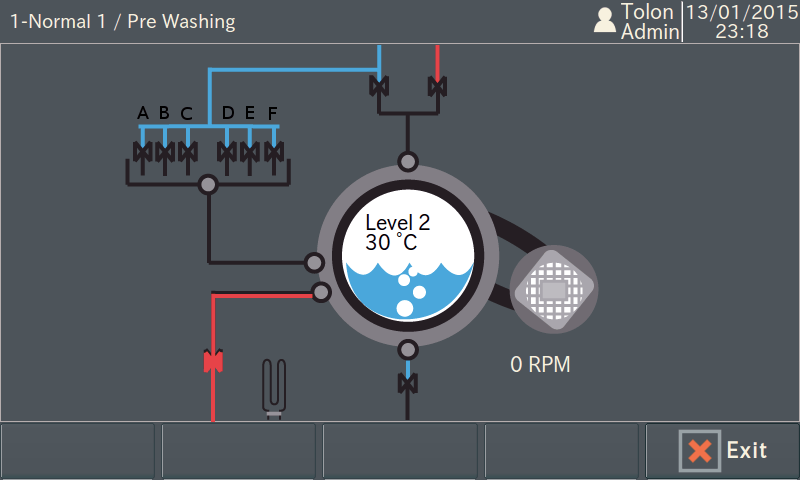 1-Normal 1 / Pre Washing
Tolon
Admin
13/01/2015
23:18
A B C D E F
Level 2
30 °C
0 RPM
Exit